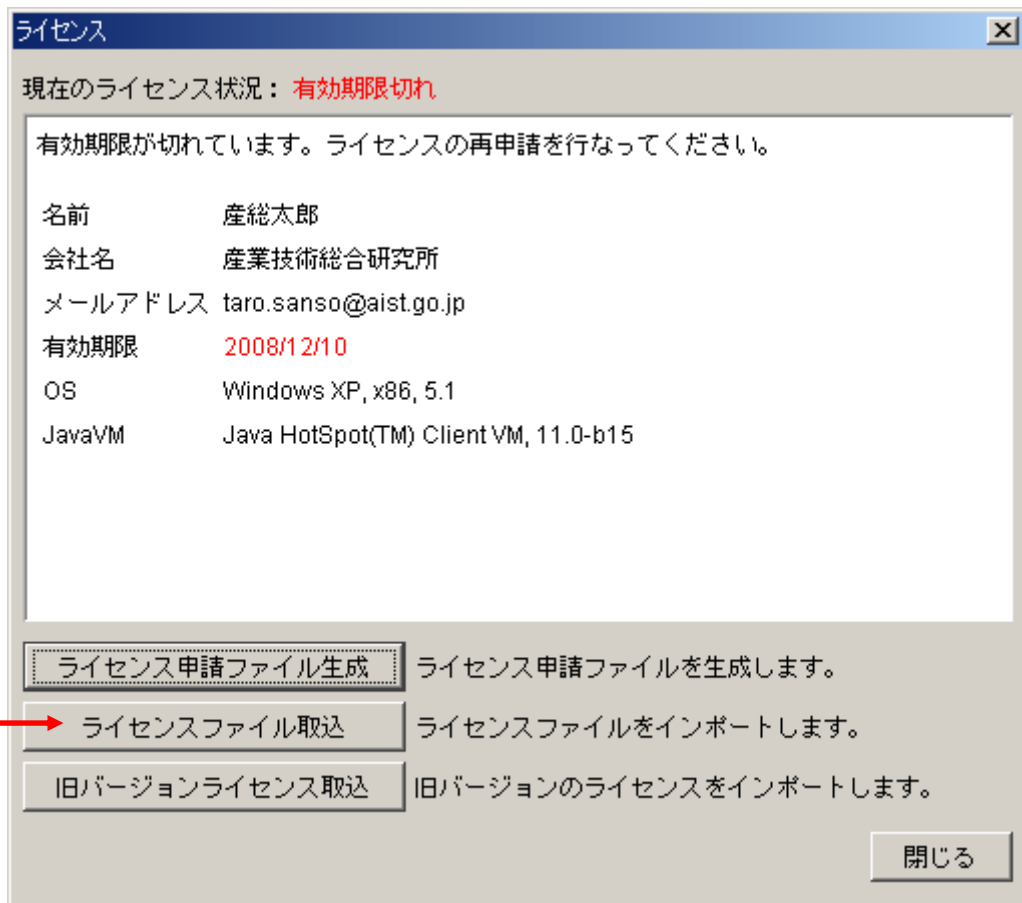 ライセンス
現在のライセンス状況： 有効期限切れ
有効期限が切れています。ライセンスの再申請を行なってください。
名前 産総太郎
会社名 産業技術総合研究所
メールアドレス taro.sanso@aist.go.jp
有効期限 2008/12/10
OS Windows XP, x86, 5.1
JavaVM Java HotSpot(TM) Client VM, 11.0-b15
ライセンス申請ファイル生成 ライセンス申請ファイルを生成します。
ライセンスファイル取込 ライセンスファイルをインポートします。
旧バージョンライセンス取込 旧バージョンのライセンスをインポートします。
閉じる